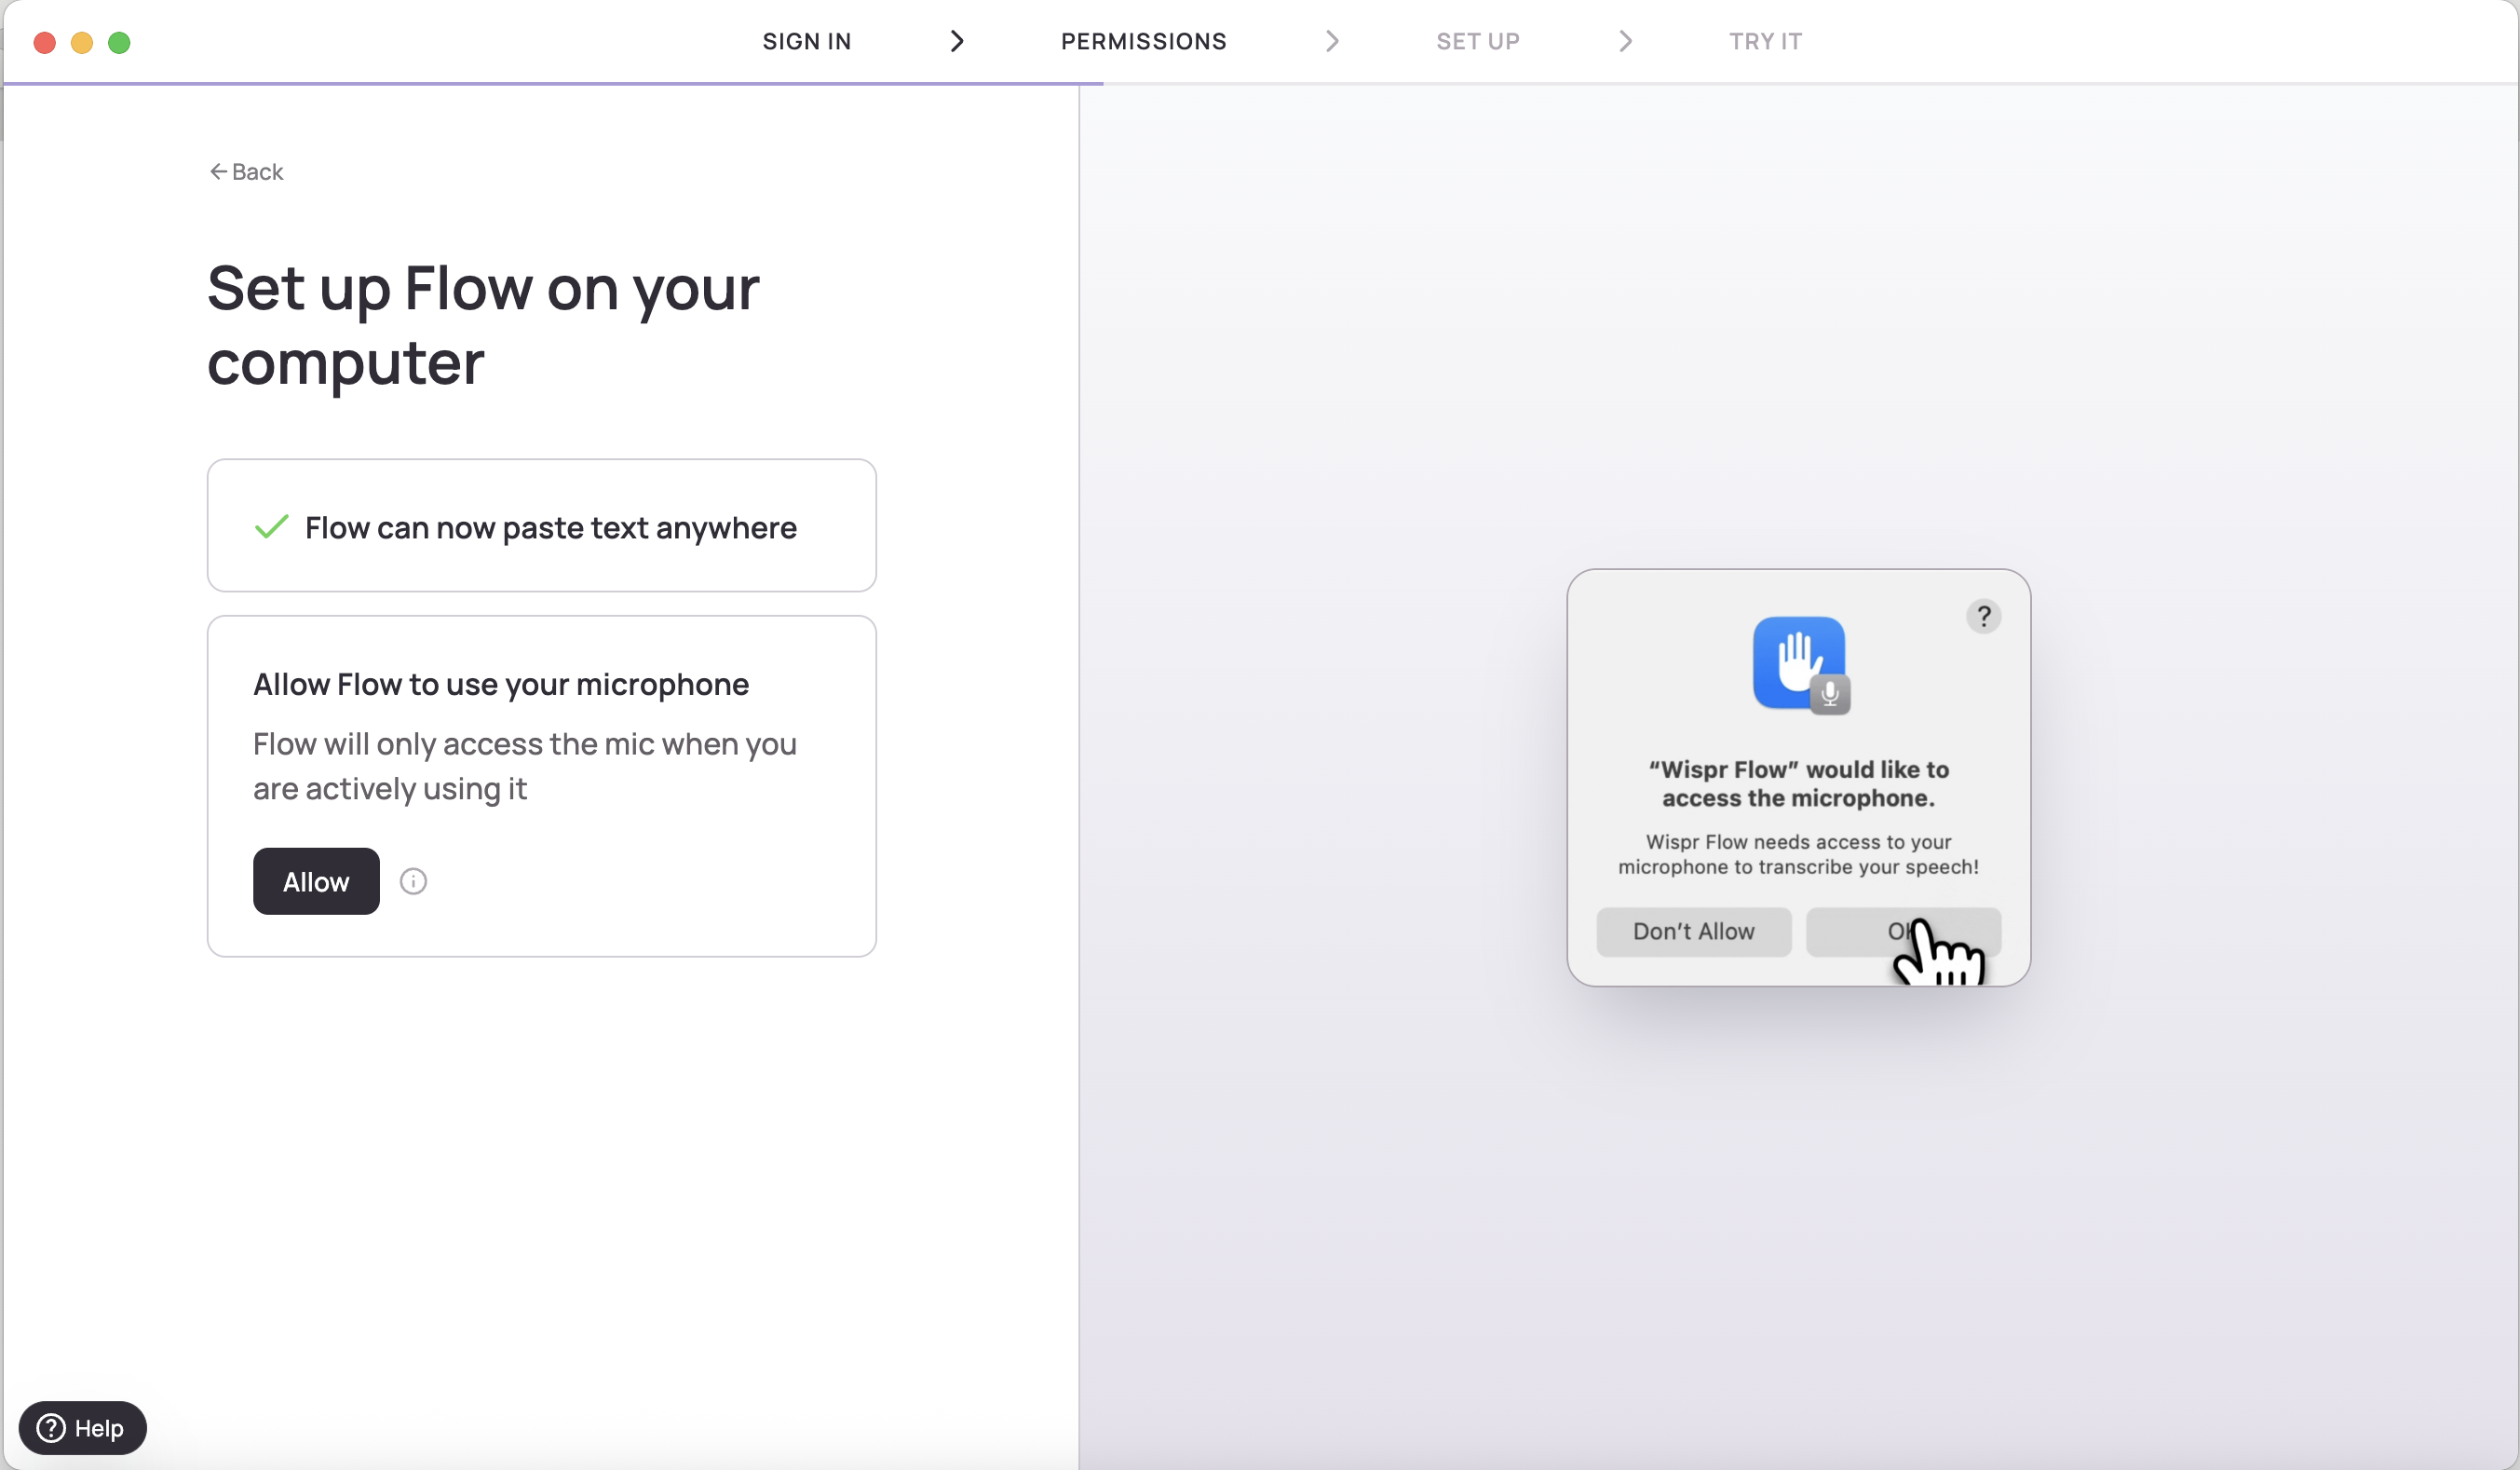 SIGN IN
PERMISSIONS
SET UP
TRY IT
Back
Set up Flow on your
computer
Flow can now paste text anywhere
Allow Flow to use your microphone
Flow will only access the mic when you
are actively using it
Allow
?
“Wispr Flow” would like to
access the microphone.
Wispr Flow needs access to your
microphone to transcribe your speech!
Don’t Allow
? Help